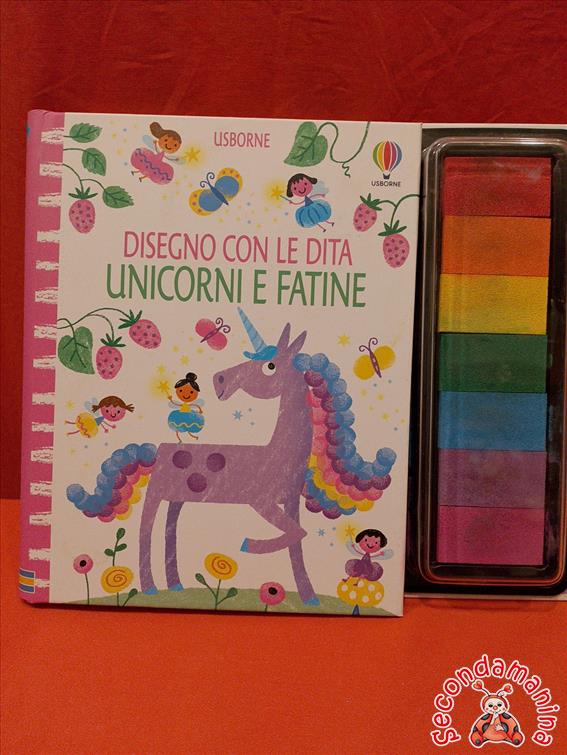 USBORNE
USBORNE
DISEGNO CON LE DITA
UNICORNI E FATINE
Secondamanina